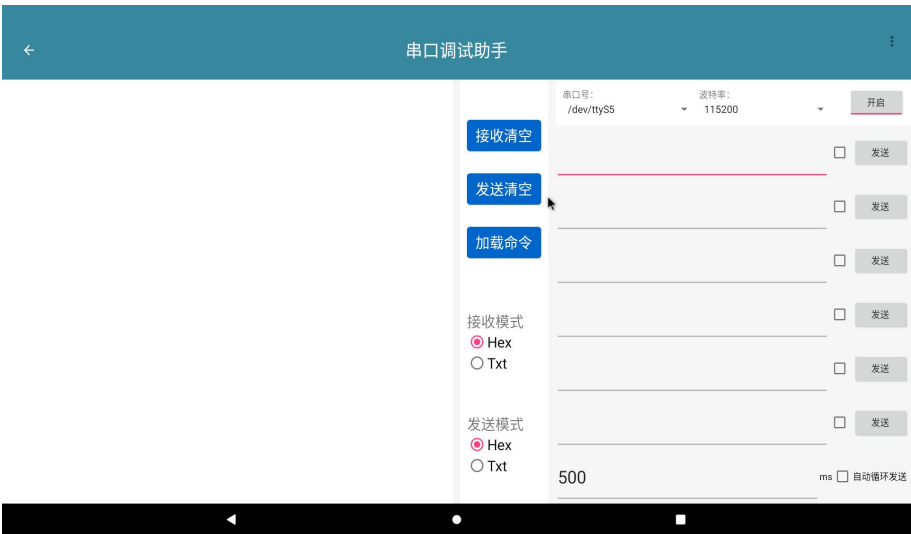 串口调试助手
接收清空
发送清空
加载命令
接收模式
Hex
Txt
发送模式
Hex
Txt
串口号:
/dev/ttyS5
波特率:
115200
开启
发送
发送
发送
发送
发送
发送
500
ms
自动循环发送